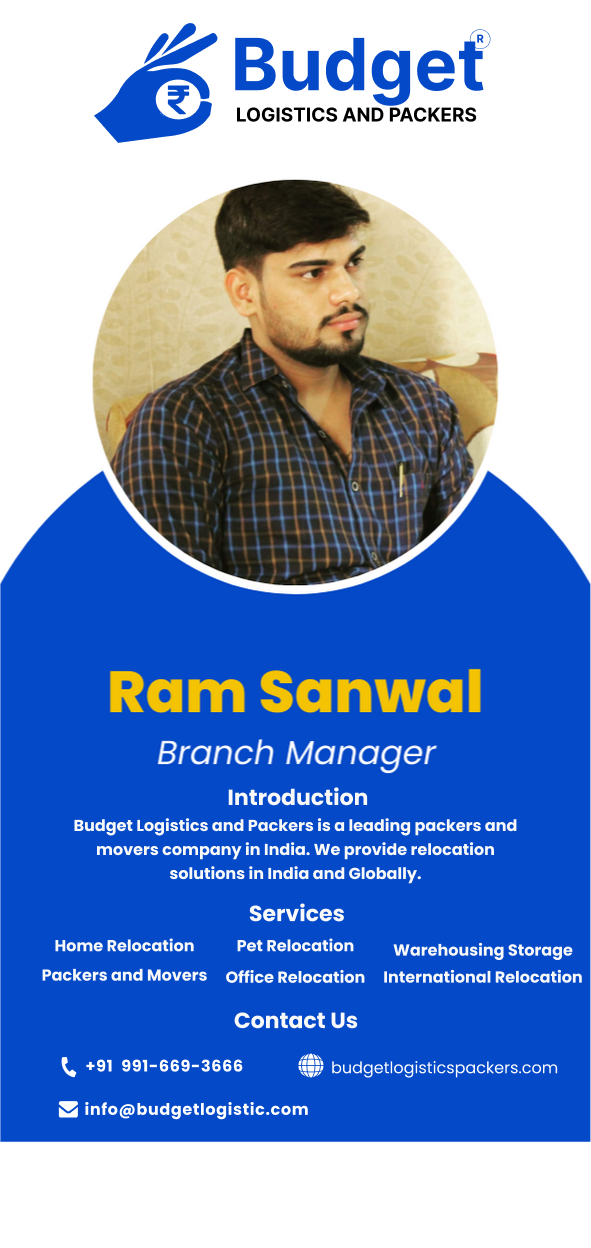 Budget®
LOGISTICS AND PACKERS
₹
Ram Sanwal
Branch Manager
Introduction
Budget Logistics and Packers is a leading packers and
movers company in India. We provide relocation
solutions in India and Globally.
Services
Home Relocation Pet Relocation Warehousing Storage
Packers and Movers Office Relocation International Relocation
Contact Us
+91 991-669-3666 budgetlogisticspackers.com
info@budgetlogistic.com